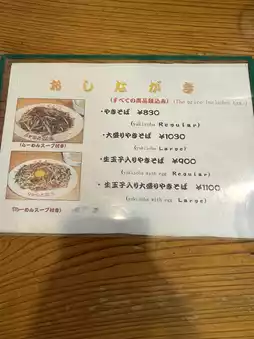 おしながき
(すべての商品税込み) (The price includes tax.)
・やきそば ¥830
(yakisoba Regular)
・大盛りやきそば ¥1030
(yakisoba Large)
(らーめんスープ付き)
・生玉子入りやきそば ¥900
(yakisoba with egg Regular)
・生玉子入り大盛りやきそば ¥1100
(yakisoba with egg Large)
(らーめんスープ付き)